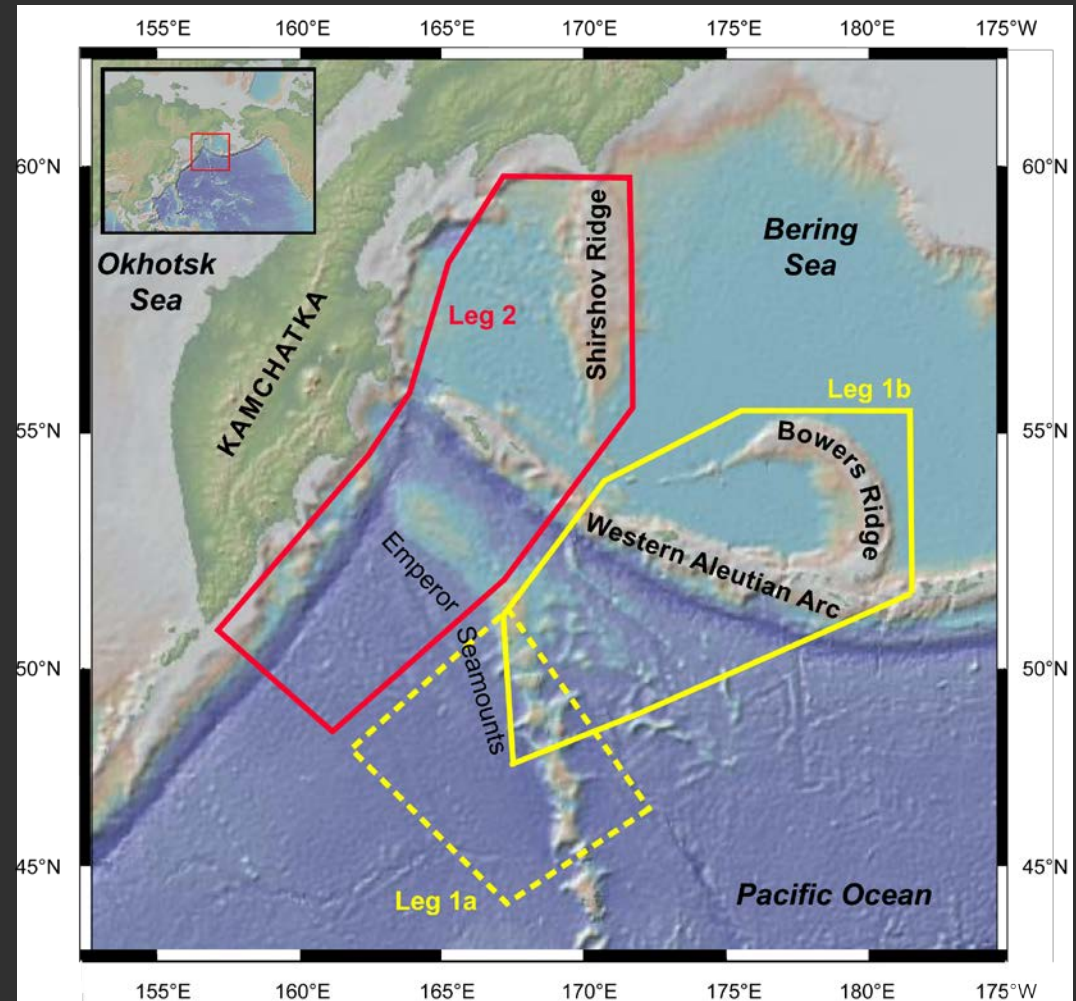 155°E 160°E 165°E 170°E 175°E 180°E 175°W
60°N 60°N
Bering
Sea
Okhotsk
Sea
Shirshov Ridge
KAMCHATKA
Leg 2
Leg 1b
55°N 55°N
Bowers Ridge
Western Aleutian Arc
Emperor Seamounts
50°N 50°N
45°N 45°N
Leg 1a
Pacific Ocean
155°E 160°E 165°E 170°E 175°E 180°E 175°W